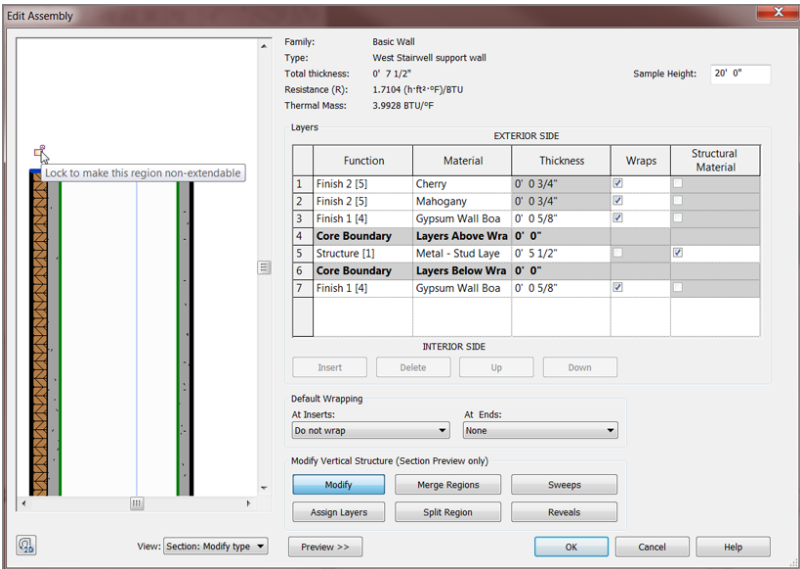 Edit Assembly
Family: Basic Wall
Type: West Stairwell support wall
Total thickness: 0' 7 1/2" Sample Height: 20' 0"
Resistance (R): 1.7104 (h·ft²·°F)/BTU
Thermal Mass: 3.9928 BTU/°F
Lock to make this region non-extendable
Layers
EXTERIOR SIDE
Function Material Thickness Wraps Structural Material
1 Finish 2 [5] Cherry 0' 0 3/4"
2 Finish 2 [5] Mahogany 0' 0 3/4"
3 Finish 1 [4] Gypsum Wall Boa 0' 0 5/8"
4 Core Boundary Layers Above Wra 0' 0"
5 Structure [1] Metal - Stud Laye 0' 5 1/2"
6 Core Boundary Layers Below Wra 0' 0"
7 Finish 1 [4] Gypsum Wall Boa 0' 0 5/8"
INTERIOR SIDE
Insert Delete Up Down
Default Wrapping
At Inserts: At Ends:
Do not wrap None
Modify Vertical Structure (Section Preview only)
Modify Merge Regions Sweeps
Assign Layers Split Region Reveals
View: Section: Modify type Preview >> OK Cancel Help